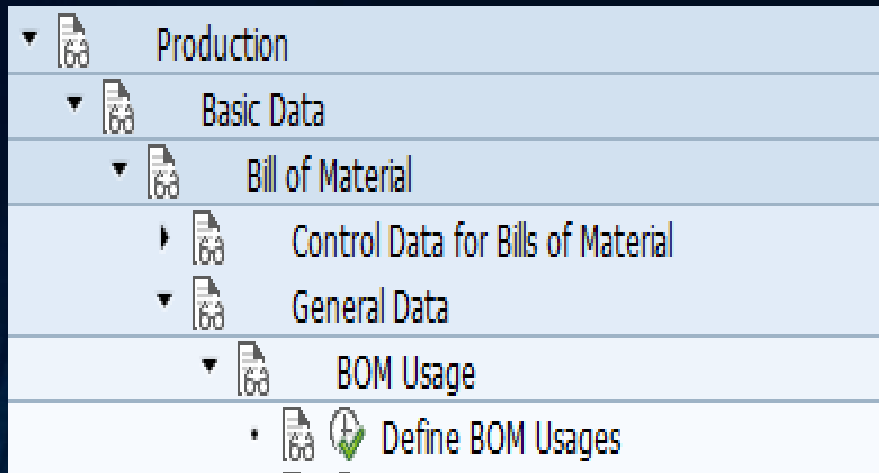 Production
Basic Data
Bill of Material
Control Data for Bills of Material
General Data
BOM Usage
Define BOM Usages